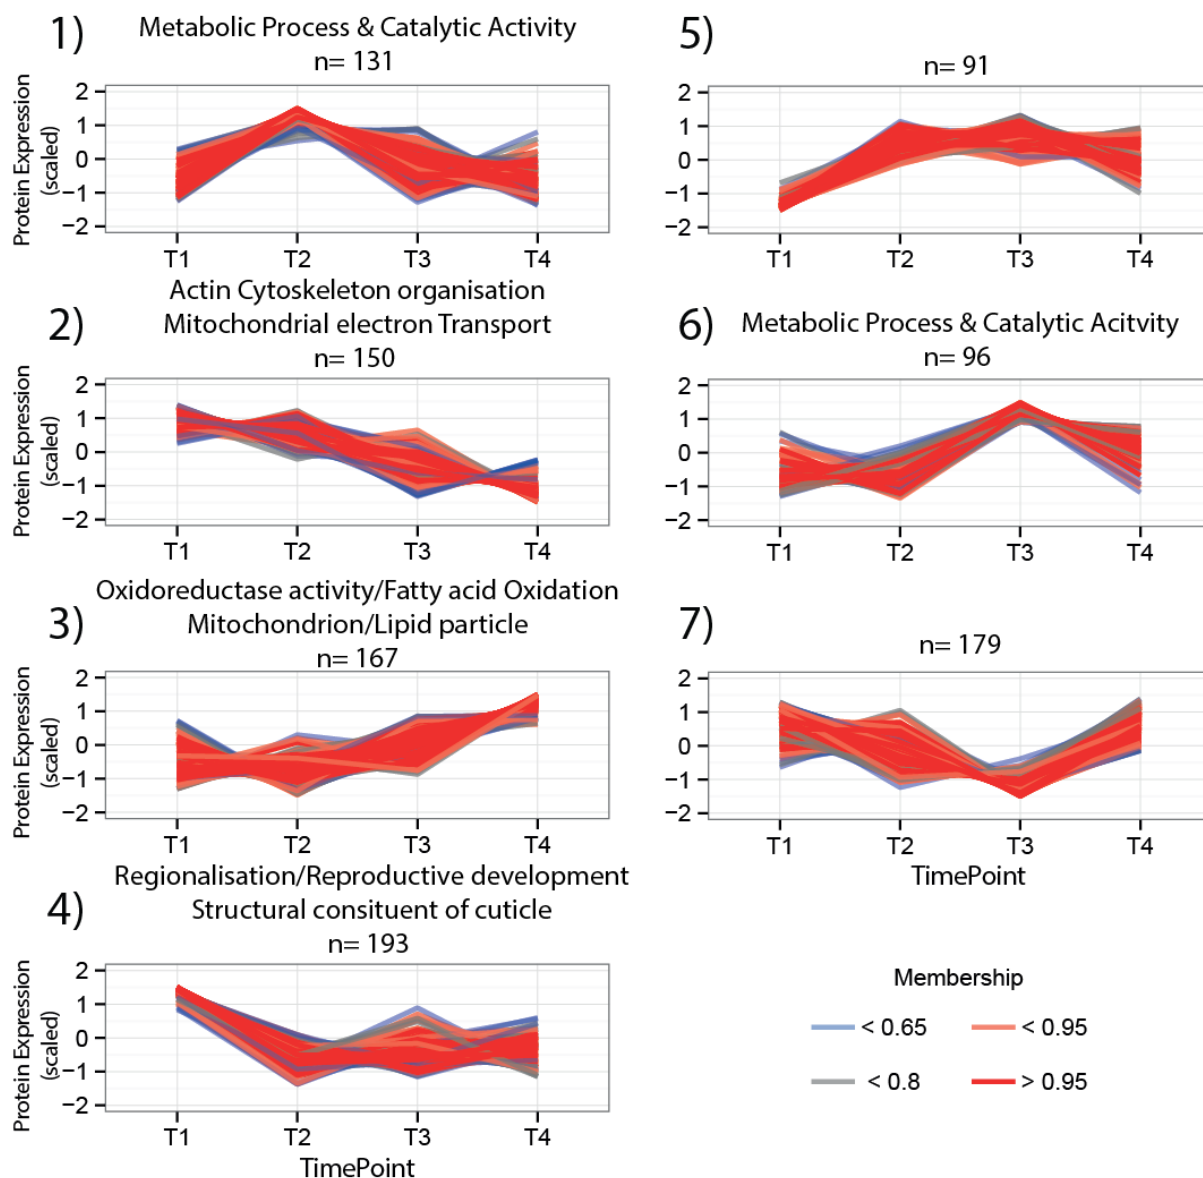 1) Metabolic Process & Catalytic Activity
n= 131
Protein Expression
(scaled)
2
1
0
−1
−2
T1 T2 T3 T4
2) Actin Cytoskeleton organisation
Mitochondrial electron Transport
n= 150
Protein Expression
(scaled)
2
1
0
−1
−2
T1 T2 T3 T4
3) Oxidoreductase activity/Fatty acid Oxidation
Mitochondrion/Lipid particle
n= 167
Protein Expression
(scaled)
2
1
0
−1
−2
T1 T2 T3 T4
4) Regionalisation/Reproductive development
Structural consituent of cuticle
n= 193
Protein Expression
(scaled)
2
1
0
−1
−2
T1 T2 T3 T4
TimePoint
5)
n= 91
2
1
0
−1
−2
T1 T2 T3 T4
6) Metabolic Process & Catalytic Acitvity
n= 96
2
1
0
−1
−2
T1 T2 T3 T4
7)
n= 179
2
1
0
−1
−2
T1 T2 T3 T4
TimePoint
Membership
< 0.65 < 0.95
< 0.8 > 0.95